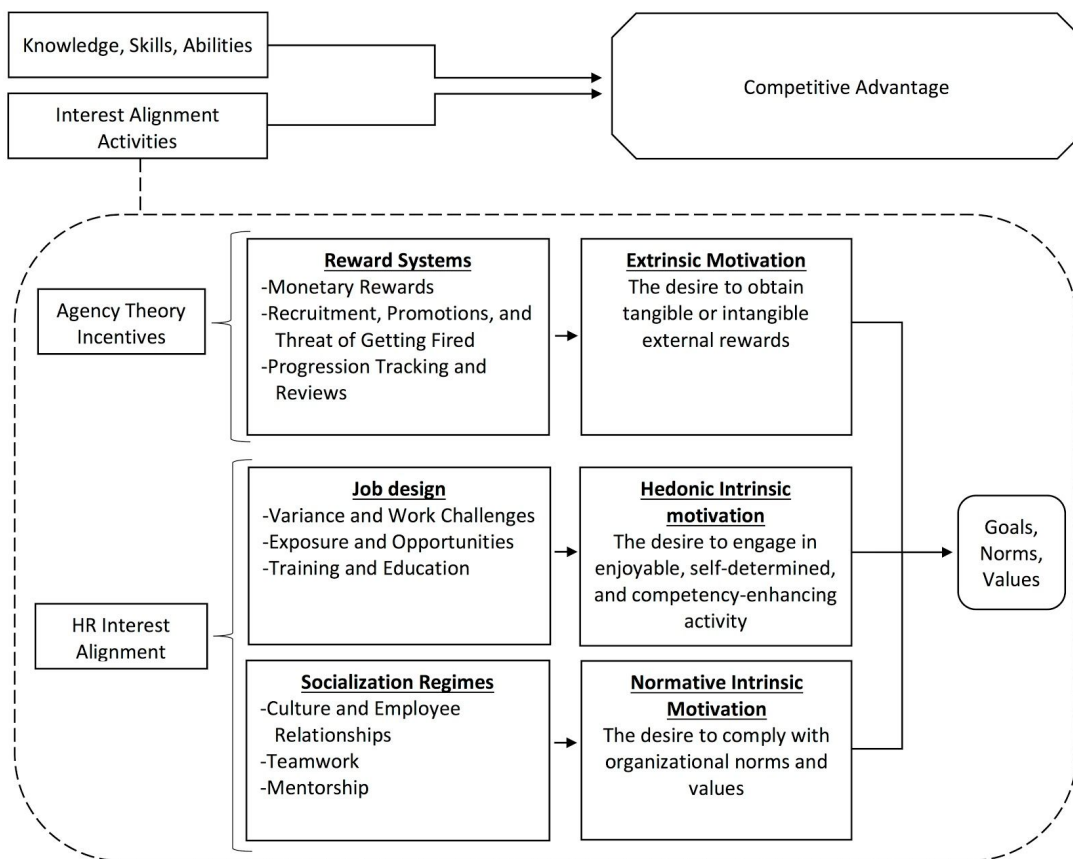 Knowledge, Skills, Abilities
Interest Alignment
Activities
Competitive Advantage
Agency Theory
Incentives
Reward Systems
-Monetary Rewards
-Recruitment, Promotions, and
Threat of Getting Fired
-Progression Tracking and
Reviews
Extrinsic Motivation
The desire to obtain
tangible or intangible
external rewards
HR Interest
Alignment
Job design
-Variance and Work Challenges
-Exposure and Opportunities
-Training and Education
Hedonic Intrinsic
motivation
The desire to engage in
enjoyable, self-determined,
and competency-enhancing
activity
Socialization Regimes
-Culture and Employee
Relationships
-Teamwork
-Mentorship
Normative Intrinsic
Motivation
The desire to comply with
organizational norms and
values
Goals,
Norms,
Values